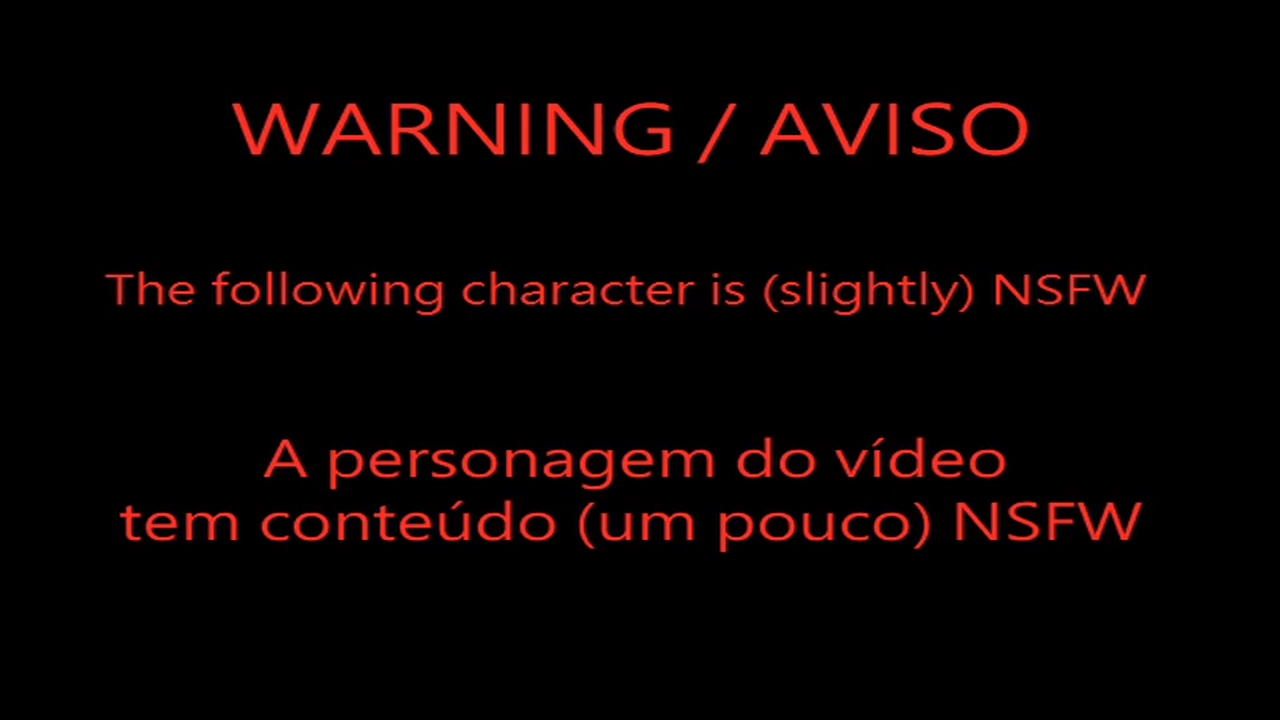 WARNING / AVISO
The following character is (slightly) NSFW
A personagem do vídeo
tem conteúdo (um pouco) NSFW